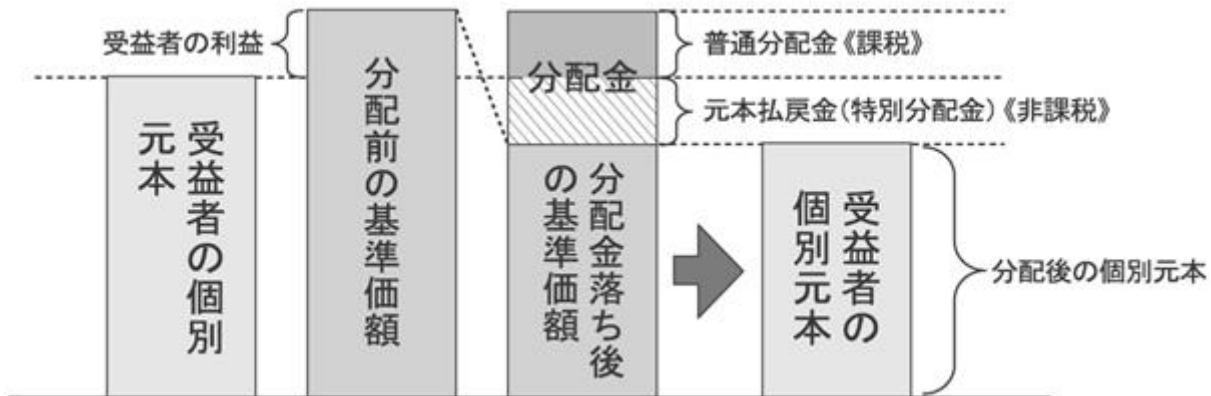 受益者の利益
受益者の個別
元本
分配前の基準価額
分配金
分配金落ち後
の基準価額
普通分配金《課税》
元本払戻金(特別分配金)《非課税》
受益者の
個別元本
分配後の個別元本